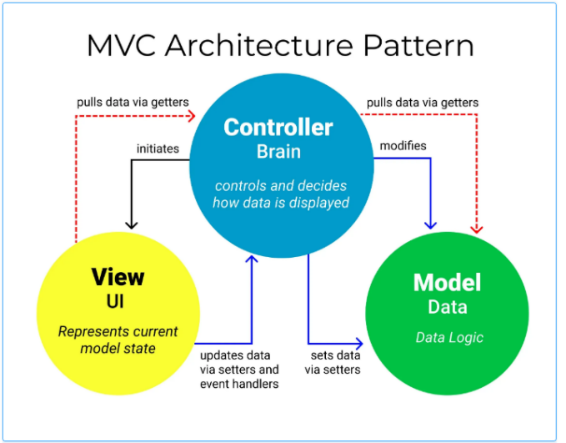 MVC Architecture Pattern
pulls data via getters
pulls data via getters
Controller
Brain
initiates
modifies
controls and decides
how data is displayed
View
UI
Represents current
model state
Model
Data
Data Logic
updates data
via setters and
event handlers
sets data
via setters